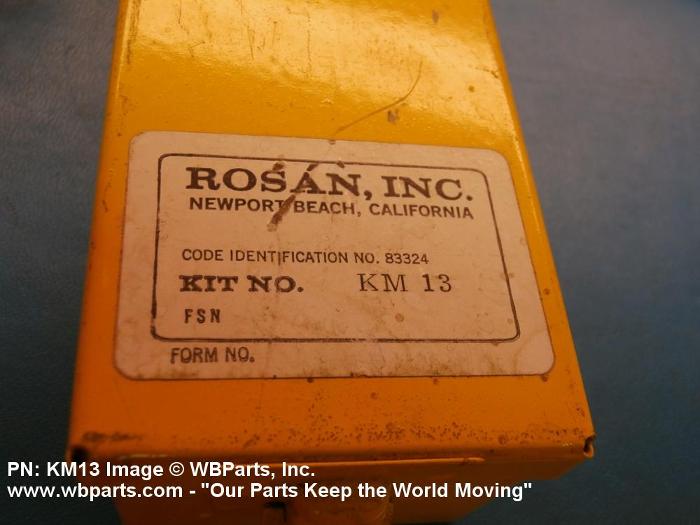 ROSÁN, INC.
NEWPORT BEACH, CALIFORNIA
CODE IDENTIFICATION NO. 83324
KIT NO. KM 13
FSN
FORM NO.
PN: KM13 Image © WBParts, Inc.
www.wbparts.com - "Our Parts Keep the World Moving"